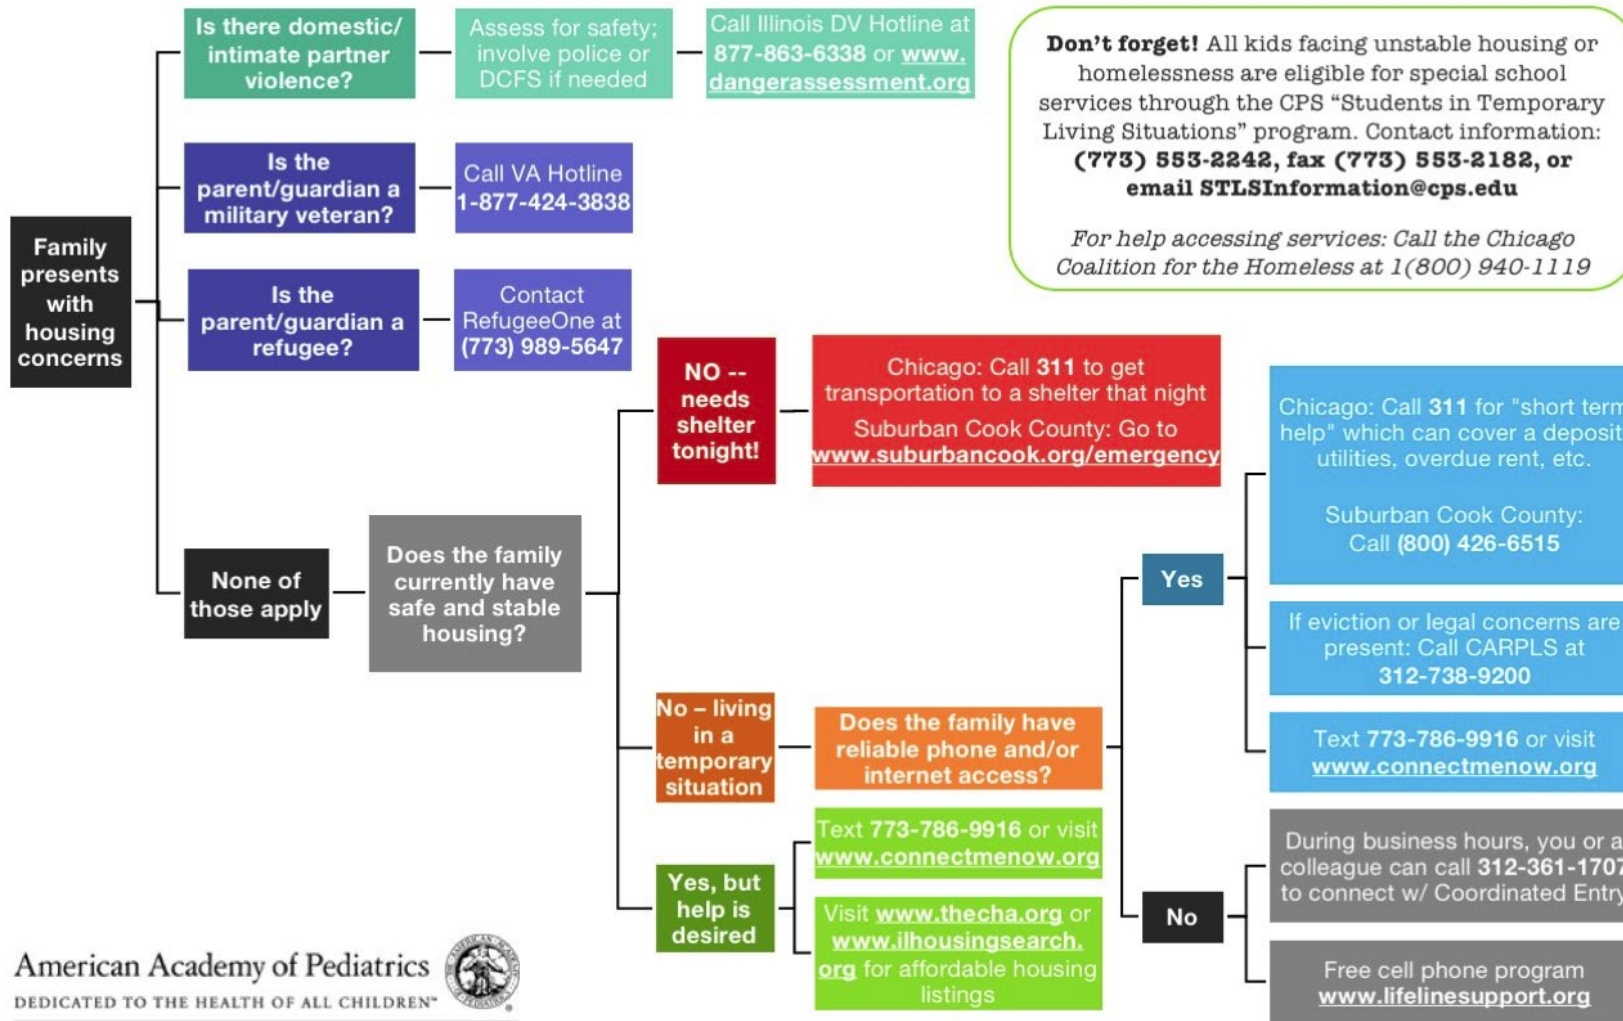 Is there domestic/
intimate partner
violence?
Assess for safety;
involve police or
DCFS if needed
Call Illinois DV Hotline at
877-863-6338 or www.
dangerassessment.org
Don't forget! All kids facing unstable housing or
homelessness are eligible for special school
services through the CPS “Students in Temporary
Living Situations” program. Contact information:
(773) 553-2242, fax (773) 553-2182, or
email STLSInformation@cps.edu
For help accessing services: Call the Chicago
Coalition for the Homeless at 1(800) 940-1119
Is the
parent/guardian a
military veteran?
Call VA Hotline
1-877-424-3838
Family
presents
with
housing
concerns
Is the
parent/guardian a
refugee?
Contact
RefugeeOne at
(773) 989-5647
None of
those apply
Does the family
currently have
safe and stable
housing?
NO --
needs
shelter
tonight!
Chicago: Call 311 to get
transportation to a shelter that night
Suburban Cook County: Go to
www.suburbancook.org/emergency
No – living
in a
temporary
situation
Does the family have
reliable phone and/or
internet access?
Yes
Chicago: Call 311 for "short term
help" which can cover a deposit,
utilities, overdue rent, etc.
Suburban Cook County:
Call (800) 426-6515
If eviction or legal concerns are
present: Call CARPLS at
312-738-9200
Text 773-786-9916 or visit
www.connectmenow.org
No
During business hours, you or a
colleague can call 312-361-1707
to connect w/ Coordinated Entry
Free cell phone program
www.lifelinesupport.org
Yes, but
help is
desired
Text 773-786-9916 or visit
www.connectmenow.org
Visit www.thecha.org or
www.ilhousingsearch.
org for affordable housing
listings
American Academy of Pediatrics
DEDICATED TO THE HEALTH OF ALL CHILDREN™